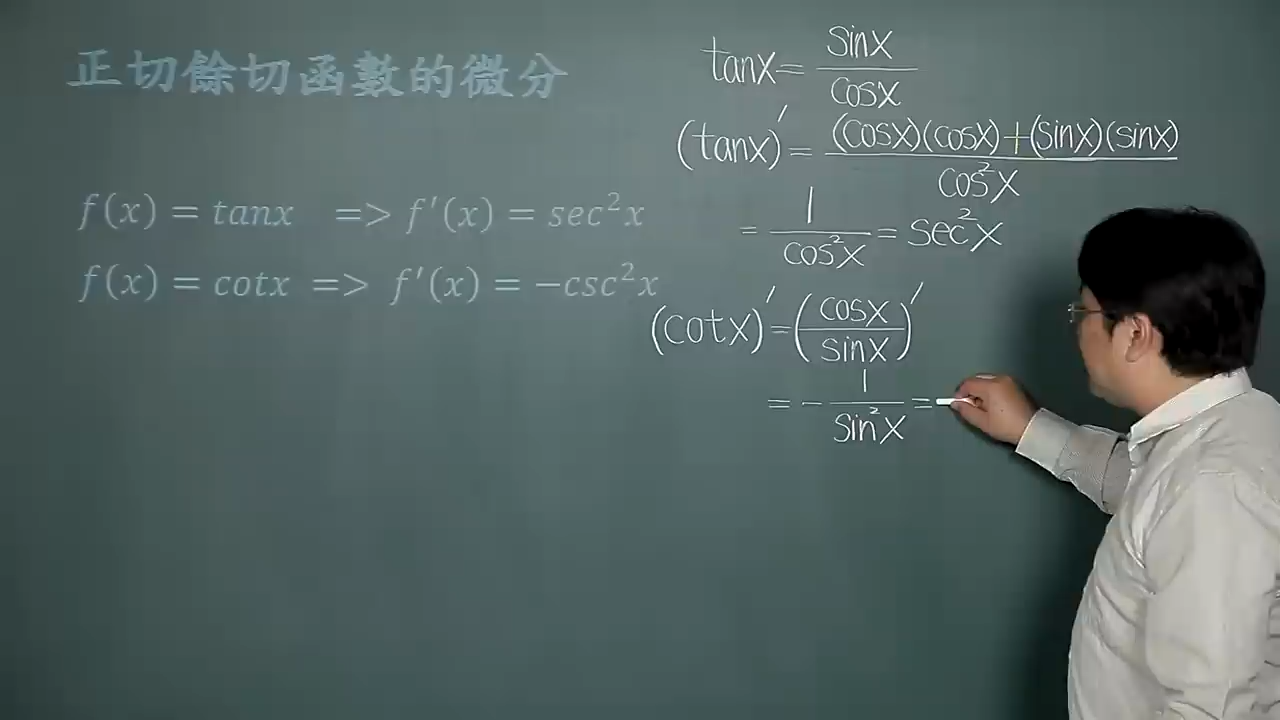 正切餘切函數的微分
f(x) = tanx => f'(x) = sec²x
f(x) = cotx => f'(x) = −csc²x
tanx = sinx / cosx
(tanx)' = (cosx)(cosx)+(sinx)(sinx) / cos²x
= 1 / cos²x = sec²x
(cotx)' = (cosx / sinx)'
= - 1 / sin²x =